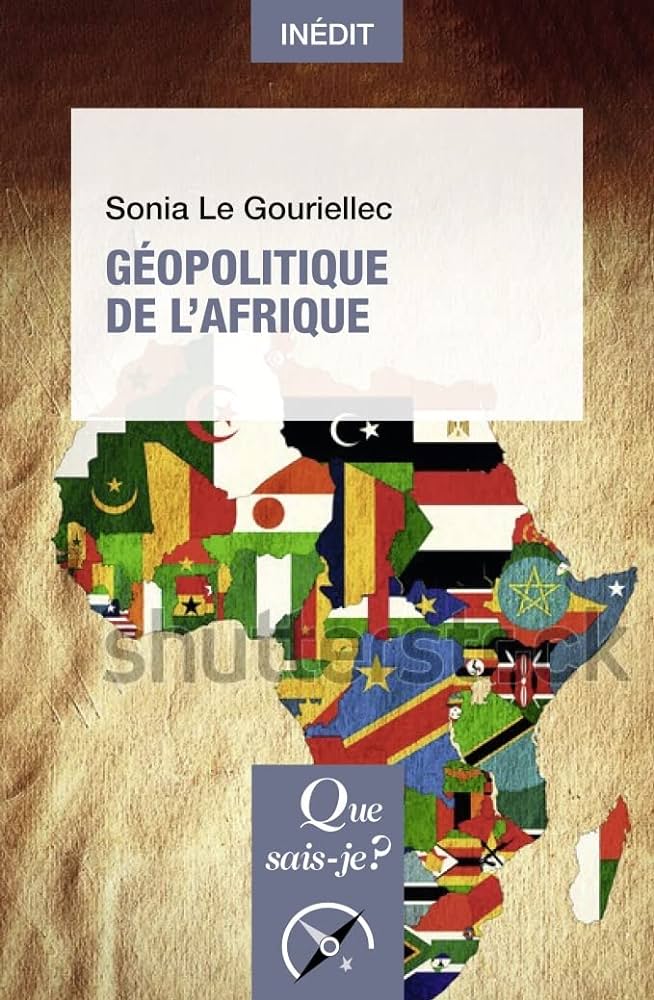 INÉDIT
Sonia Le Gouriellec
GÉOPOLITIQUE
DE L'AFRIQUE
shutterstock
Que
sais-je?